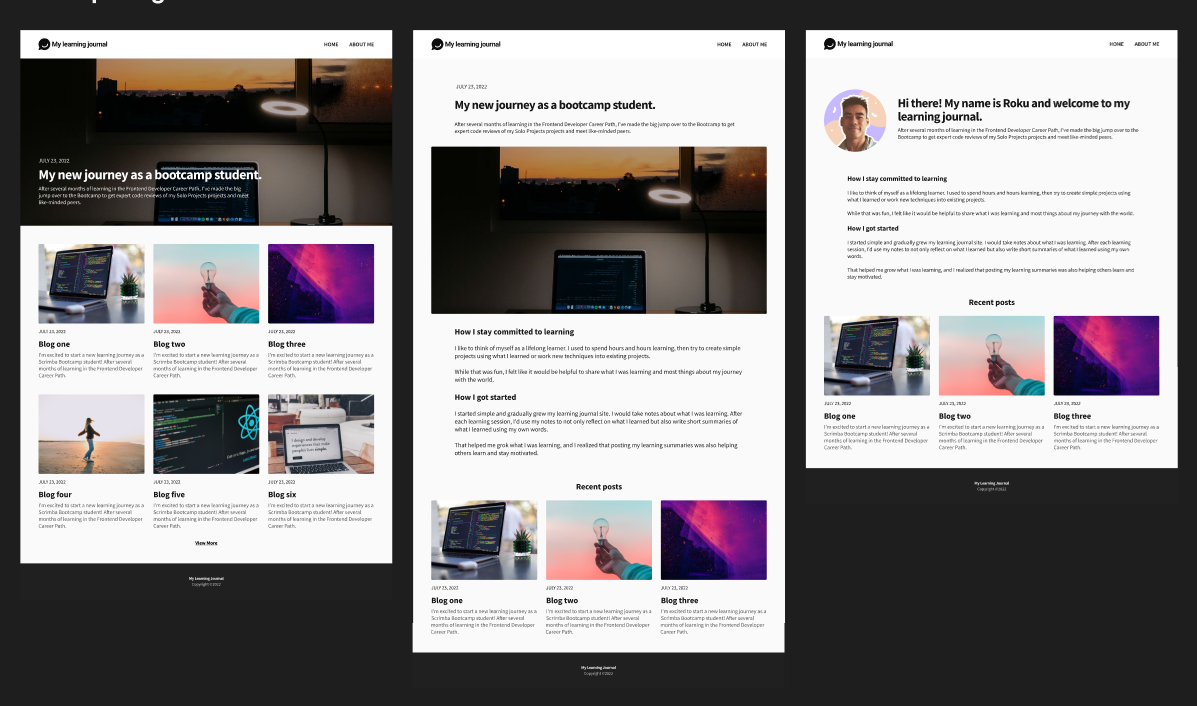 My learning journal
HOME ABOUT ME
JULY 23, 2022
My new journey as a bootcamp student.
After several months of learning in the Frontend Developer Career Path, I've made the big
jump over to the Bootcamp to get expert code reviews of my Solo Projects projects and meet
like-minded peers.
JULY 23, 2022
Blog one
I'm excited to start a new learning journey as a
Scrimba Bootcamp student! After several
months of learning in the Frontend Developer
Career Path.
JULY 23, 2022
Blog two
I'm excited to start a new learning journey as a
Scrimba Bootcamp student! After several
months of learning in the Frontend Developer
Career Path.
JULY 23, 2022
Blog three
I'm excited to start a new learning journey as a
Scrimba Bootcamp student! After several
months of learning in the Frontend Developer
Career Path.
I design and develop
experiences that make
people's lives simple.
JULY 23, 2022
Blog four
I'm excited to start a new learning journey as a
Scrimba Bootcamp student! After several
months of learning in the Frontend Developer
Career Path.
JULY 23, 2022
Blog five
I'm excited to start a new learning journey as a
Scrimba Bootcamp student! After several
months of learning in the Frontend Developer
Career Path.
JULY 23, 2022
Blog six
I'm excited to start a new learning journey as a
Scrimba Bootcamp student! After several
months of learning in the Frontend Developer
Career Path.
View More
My Learning Journal
Copyright ©2022
My learning journal
HOME ABOUT ME
JULY 23, 2022
My new journey as a bootcamp student.
After several months of learning in the Frontend Developer Career Path, I've made the big jump over to the Bootcamp to get
expert code reviews of my Solo Projects projects and meet like-minded peers.
How I stay committed to learning
I like to think of myself as a lifelong learner. I used to spend hours and hours learning, then try to create simple
projects using what I learned or work new techniques into existing projects.
While that was fun, I felt like it would be helpful to share what I was learning and most things about my journey
with the world.
How I got started
I started simple and gradually grew my learning journal site. I would take notes about what I was learning. After
each learning session, I'd use my notes to not only reflect on what I learned but also write short summaries of
what I learned using my own words.
That helped me grok what I was learning, and I realized that posting my learning summaries was also helping
others learn and stay motivated.
Recent posts
JULY 23, 2022
Blog one
I'm excited to start a new learning journey as a
Scrimba Bootcamp student! After several
months of learning in the Frontend Developer
Career Path.
JULY 23, 2022
Blog two
I'm excited to start a new learning journey as a
Scrimba Bootcamp student! After several
months of learning in the Frontend Developer
Career Path.
JULY 23, 2022
Blog three
I'm excited to start a new learning journey as a
Scrimba Bootcamp student! After several
months of learning in the Frontend Developer
Career Path.
My Learning Journal
Copyright ©2022
My learning journal
HOME ABOUT ME
Hi there! My name is Roku and welcome to my
learning journal.
After several months of learning in the Frontend Developer Career Path, I've made the big jump over to the
Bootcamp to get expert code reviews of my Solo Projects projects and meet like-minded peers.
How I stay committed to learning
I like to think of myself as a lifelong learner. I used to spend hours and hours learning, then try to create simple projects using
what I learned or work new techniques into existing projects.
While that was fun, I felt like it would be helpful to share what I was learning and most things about my journey with the world.
How I got started
I started simple and gradually grew my learning journal site. I would take notes about what I was learning. After each learning
session, I'd use my notes to not only reflect on what I learned but also write short summaries of what I learned using my own
words.
That helped me grow what I was learning, and I realized that posting my learning summaries was also helping others learn and
stay motivated.
Recent posts
JULY 23, 2022
Blog one
I'm excited to start a new learning journey as a
Scrimba Bootcamp student! After several
months of learning in the Frontend Developer
Career Path.
JULY 23, 2022
Blog two
I'm excited to start a new learning journey as a
Scrimba Bootcamp student! After several
months of learning in the Frontend Developer
Career Path.
JULY 23, 2022
Blog three
I'm excited to start a new learning journey as a
Scrimba Bootcamp student! After several
months of learning in the Frontend Developer
Career Path.
My Learning Journal
Copyright ©2022